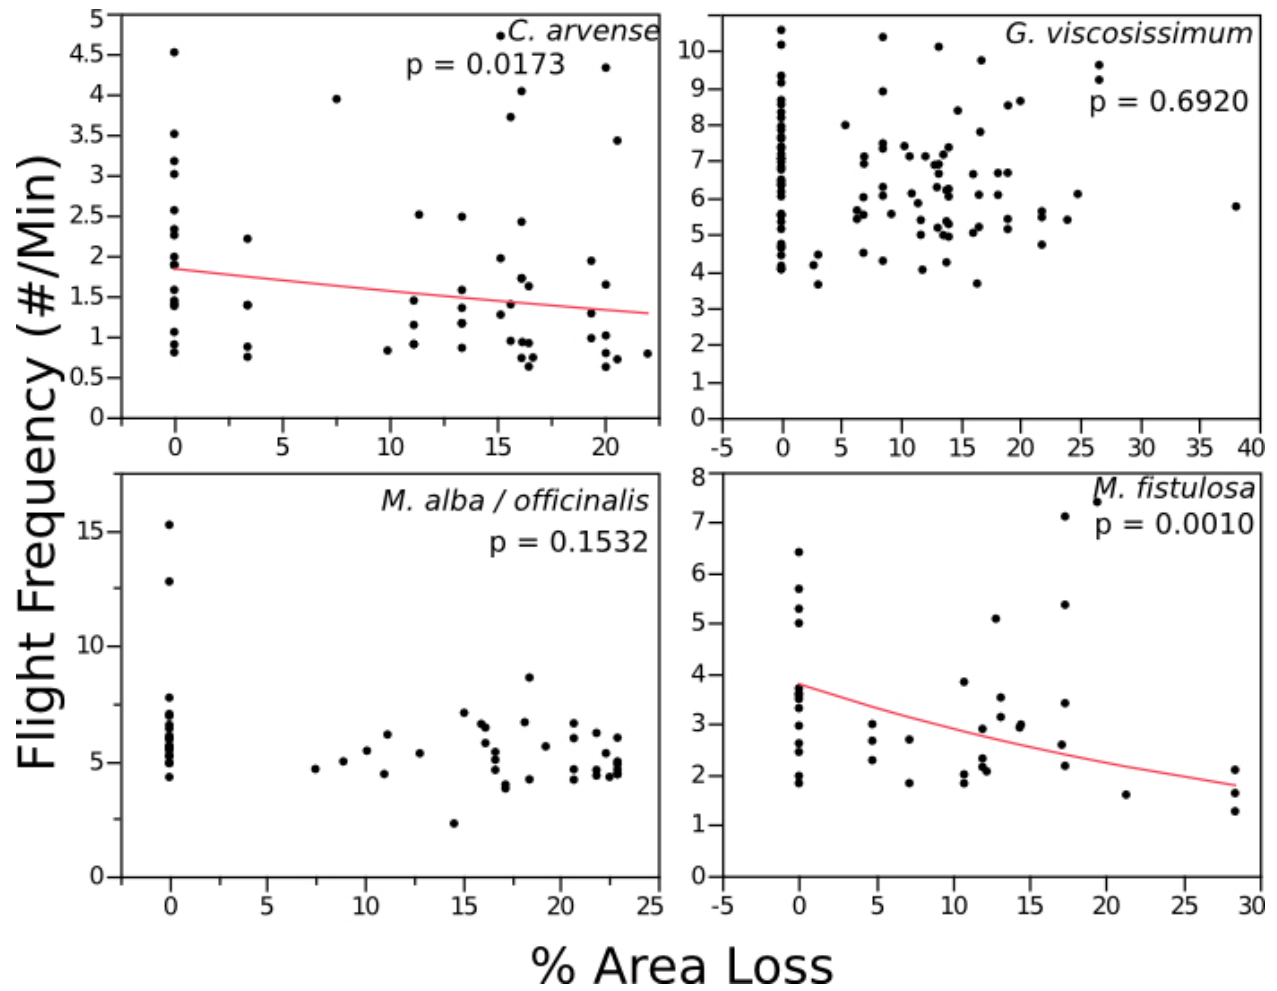 Flight Frequency (#/Min)
C. arvense
p = 0.0173
5
4.5
4
3.5
3
2.5
2
1.5
1
0.5
0
0 5 10 15 20
G. viscosissimum
p = 0.6920
10
9
8
7
6
5
4
3
2
1
0
-5 0 5 10 15 20 25 30 35 40
M. alba / officinalis
p = 0.1532
15
10
5
0
0 5 10 15 20 25
M. fistulosa
p = 0.0010
8
7
6
5
4
3
2
1
0
-5 0 5 10 15 20 25 30
% Area Loss